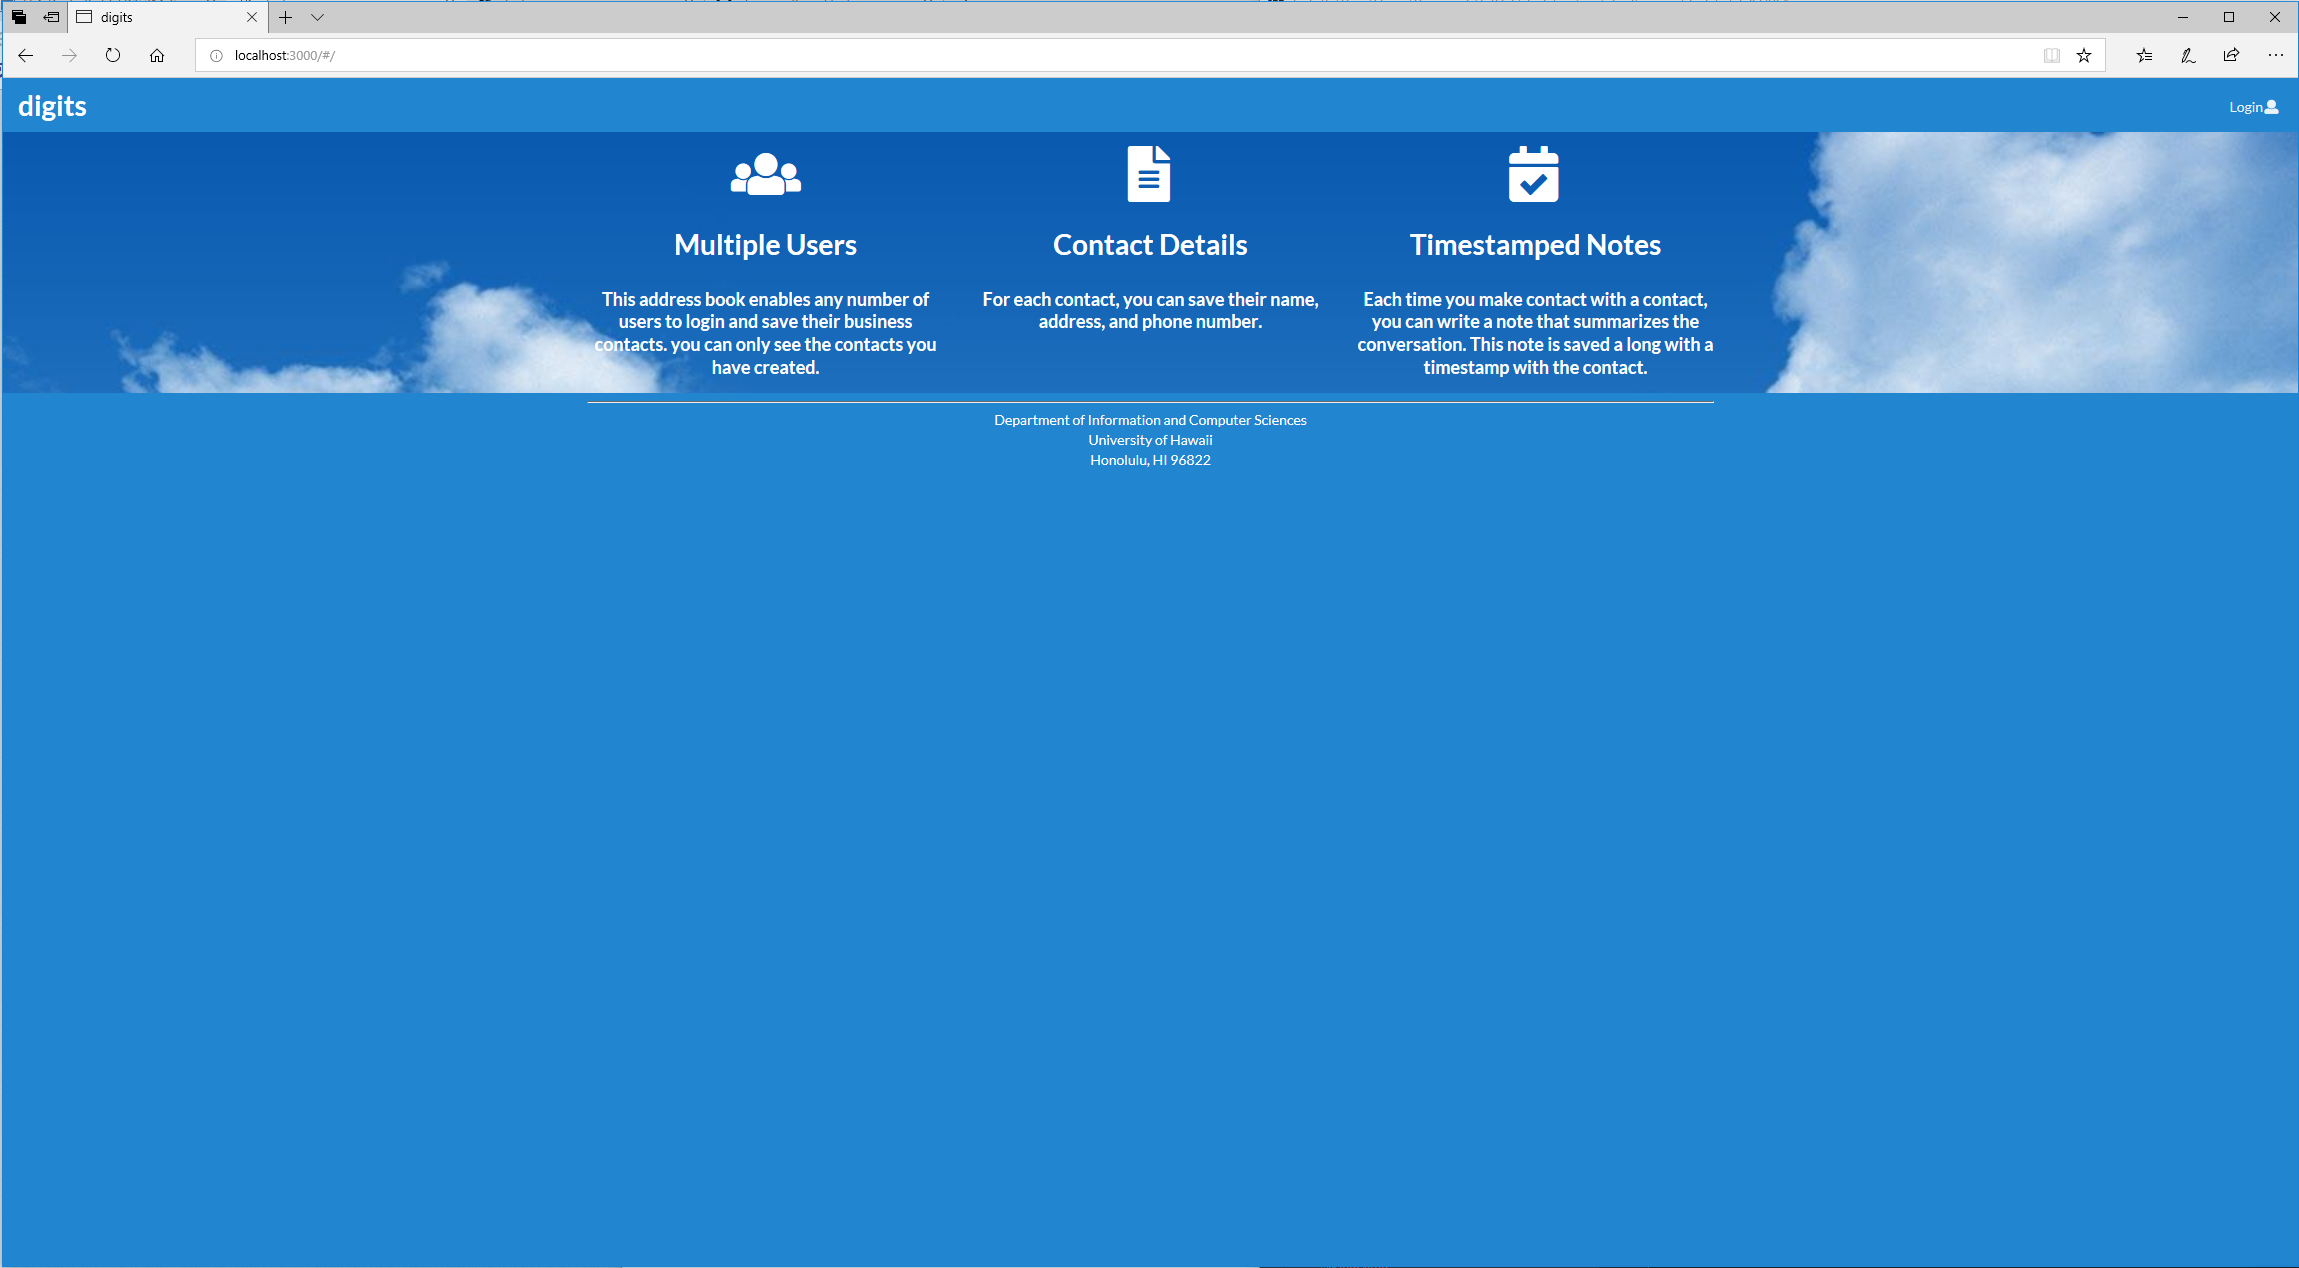 digits
localhost:3000/#/
digits
Login
Multiple Users
Contact Details
Timestamped Notes
This address book enables any number of
users to login and save their business
contacts. you can only see the contacts you
have created.
For each contact, you can save their name,
address, and phone number.
Each time you make contact with a contact,
you can write a note that summarizes the
conversation. This note is saved a long with a
timestamp with the contact.
Department of Information and Computer Sciences
University of Hawaii
Honolulu, HI 96822